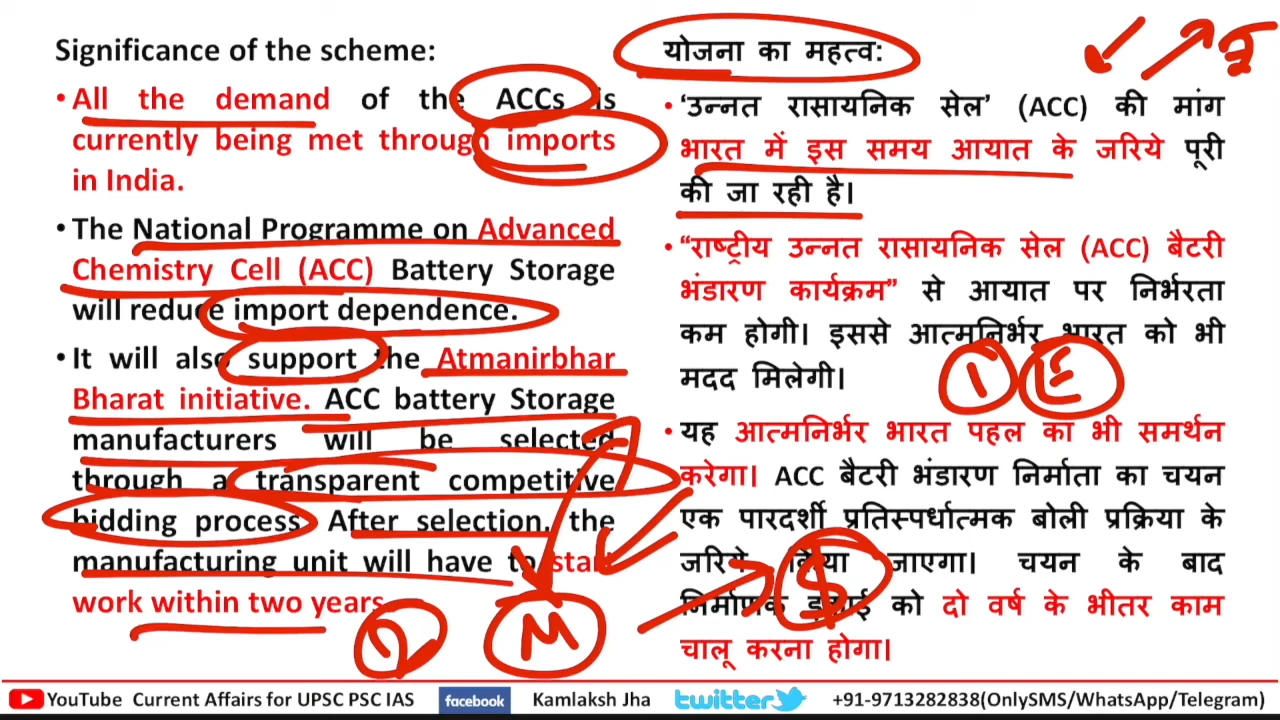 Significance of the scheme:
• All the demand of the ACCs is
currently being met through imports
in India.
• The National Programme on Advanced
Chemistry Cell (ACC) Battery Storage
will reduce import dependence.
• It will also support the Atmanirbhar
Bharat initiative. ACC battery Storage
manufacturers will be selected
through a transparent competitive
bidding process. After selection, the
manufacturing unit will have to start
work within two years.
2
M
योजना का महत्व:
₹
• ‘उन्नत रासायनिक सेल’ (ACC) की मांग
भारत में इस समय आयात के जरिये पूरी
की जा रही है।
• “राष्ट्रीय उन्नत रासायनिक सेल (ACC) बैटरी
भंडारण कार्यक्रम” से आयात पर निर्भरता
कम होगी। इससे आत्मनिर्भर भारत को भी
मदद मिलेगी।
1 E
• यह आत्मनिर्भर भारत पहल का भी समर्थन
करेगा। ACC बैटरी भंडारण निर्माता का चयन
एक पारदर्शी प्रतिस्पर्धात्मक बोली प्रक्रिया के
जरिये किया जाएगा। चयन के बाद
निर्माणक इकाई को दो वर्ष के भीतर काम
चालू करना होगा।
$
YouTube Current Affairs for UPSC PSC IAS facebook Kamlaksh Jha twitter +91-9713282838(OnlySMS/WhatsApp/Telegram)